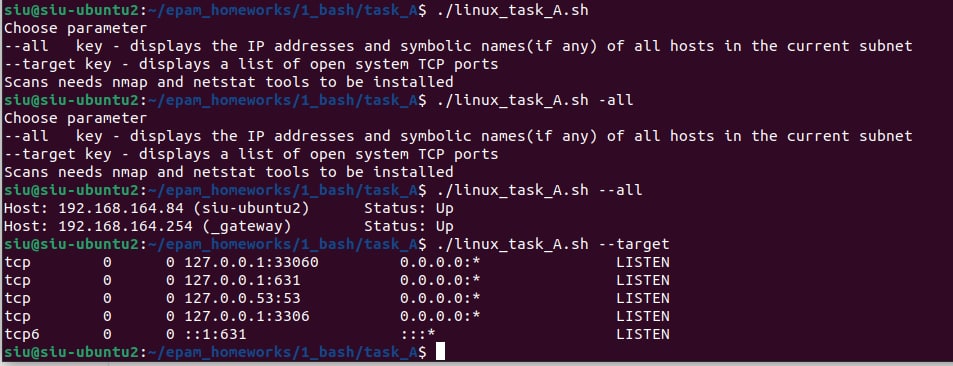 siu@siu-ubuntu2:~/epam_homeworks/1_bash/task_A$ ./linux_task_A.sh
Choose parameter
--all   key - displays the IP addresses and symbolic names(if any) of all hosts in the current subnet
--target key - displays a list of open system TCP ports
Scans needs nmap and netstat tools to be installed
siu@siu-ubuntu2:~/epam_homeworks/1_bash/task_A$ ./linux_task_A.sh -all
Choose parameter
--all   key - displays the IP addresses and symbolic names(if any) of all hosts in the current subnet
--target key - displays a list of open system TCP ports
Scans needs nmap and netstat tools to be installed
siu@siu-ubuntu2:~/epam_homeworks/1_bash/task_A$ ./linux_task_A.sh --all
Host: 192.168.164.84 (siu-ubuntu2)      Status: Up
Host: 192.168.164.254 (_gateway)        Status: Up
siu@siu-ubuntu2:~/epam_homeworks/1_bash/task_A$ ./linux_task_A.sh --target
tcp        0      0 127.0.0.1:33060         0.0.0.0:*               LISTEN
tcp        0      0 127.0.0.1:631           0.0.0.0:*               LISTEN
tcp        0      0 127.0.0.53:53           0.0.0.0:*               LISTEN
tcp        0      0 127.0.0.1:3306          0.0.0.0:*               LISTEN
tcp6       0      0 ::1:631                 :::*                    LISTEN
siu@siu-ubuntu2:~/epam_homeworks/1_bash/task_A$